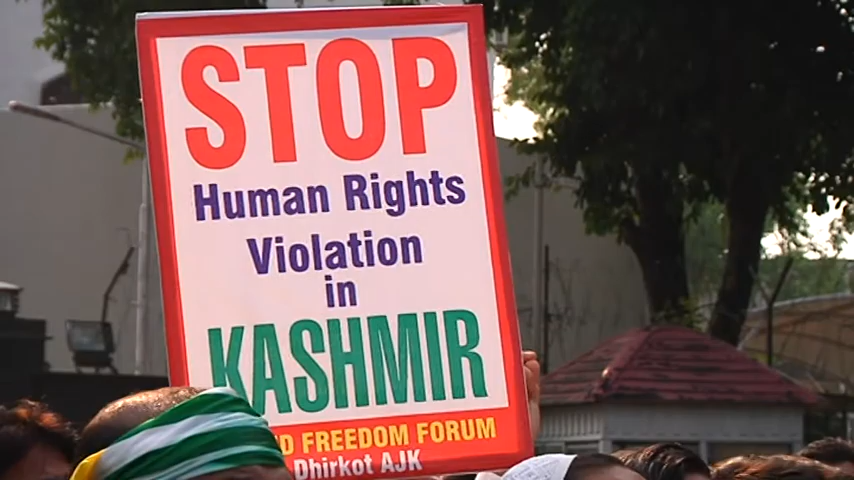 STOP
Human Rights
Violation
in
KASHMIR
FREEDOM FORUM
Dhirkot AJK